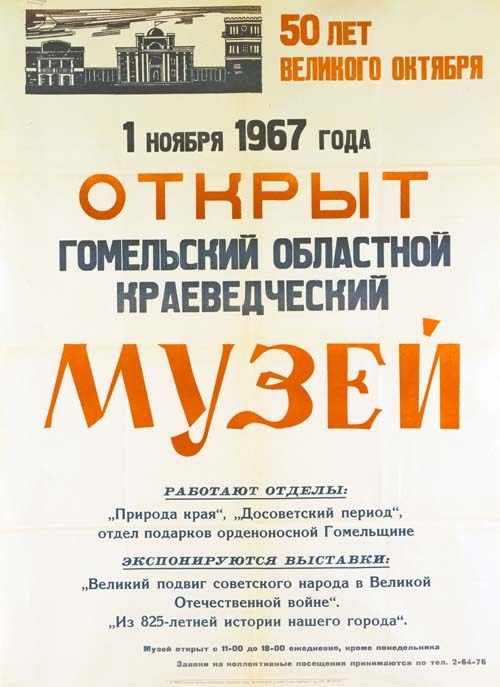 50 ЛЕТ
ВЕЛИКОГО ОКТЯБРЯ
1 НОЯБРЯ 1967 ГОДА
ОТКРЫТ
ГОМЕЛЬСКИЙ ОБЛАСТНОЙ
КРАЕВЕДЧЕСКИЙ
МУЗЕЙ
РАБОТАЮТ ОТДЕЛЫ:
„Природа края“, „Досоветский период“,
отдел подарков орденоносной Гомельщине
ЭКСПОНИРУЮТСЯ ВЫСТАВКИ:
„Великий подвиг советского народа в Великой
Отечественной войне“.
„Из 825-летней истории нашего города“.
Музей открыт с 11-00 до 18-00 ежедневно, кроме понедельника
Заявки на коллективные посещения принимаются по тел. 2-64-76